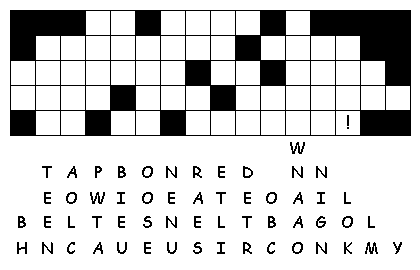 !
W
T A P B O N R E D N N
E O W I O E A T E O A I L
B E L T E S N E L T B A G O L
H N C A U E U S I R C O N K M Y